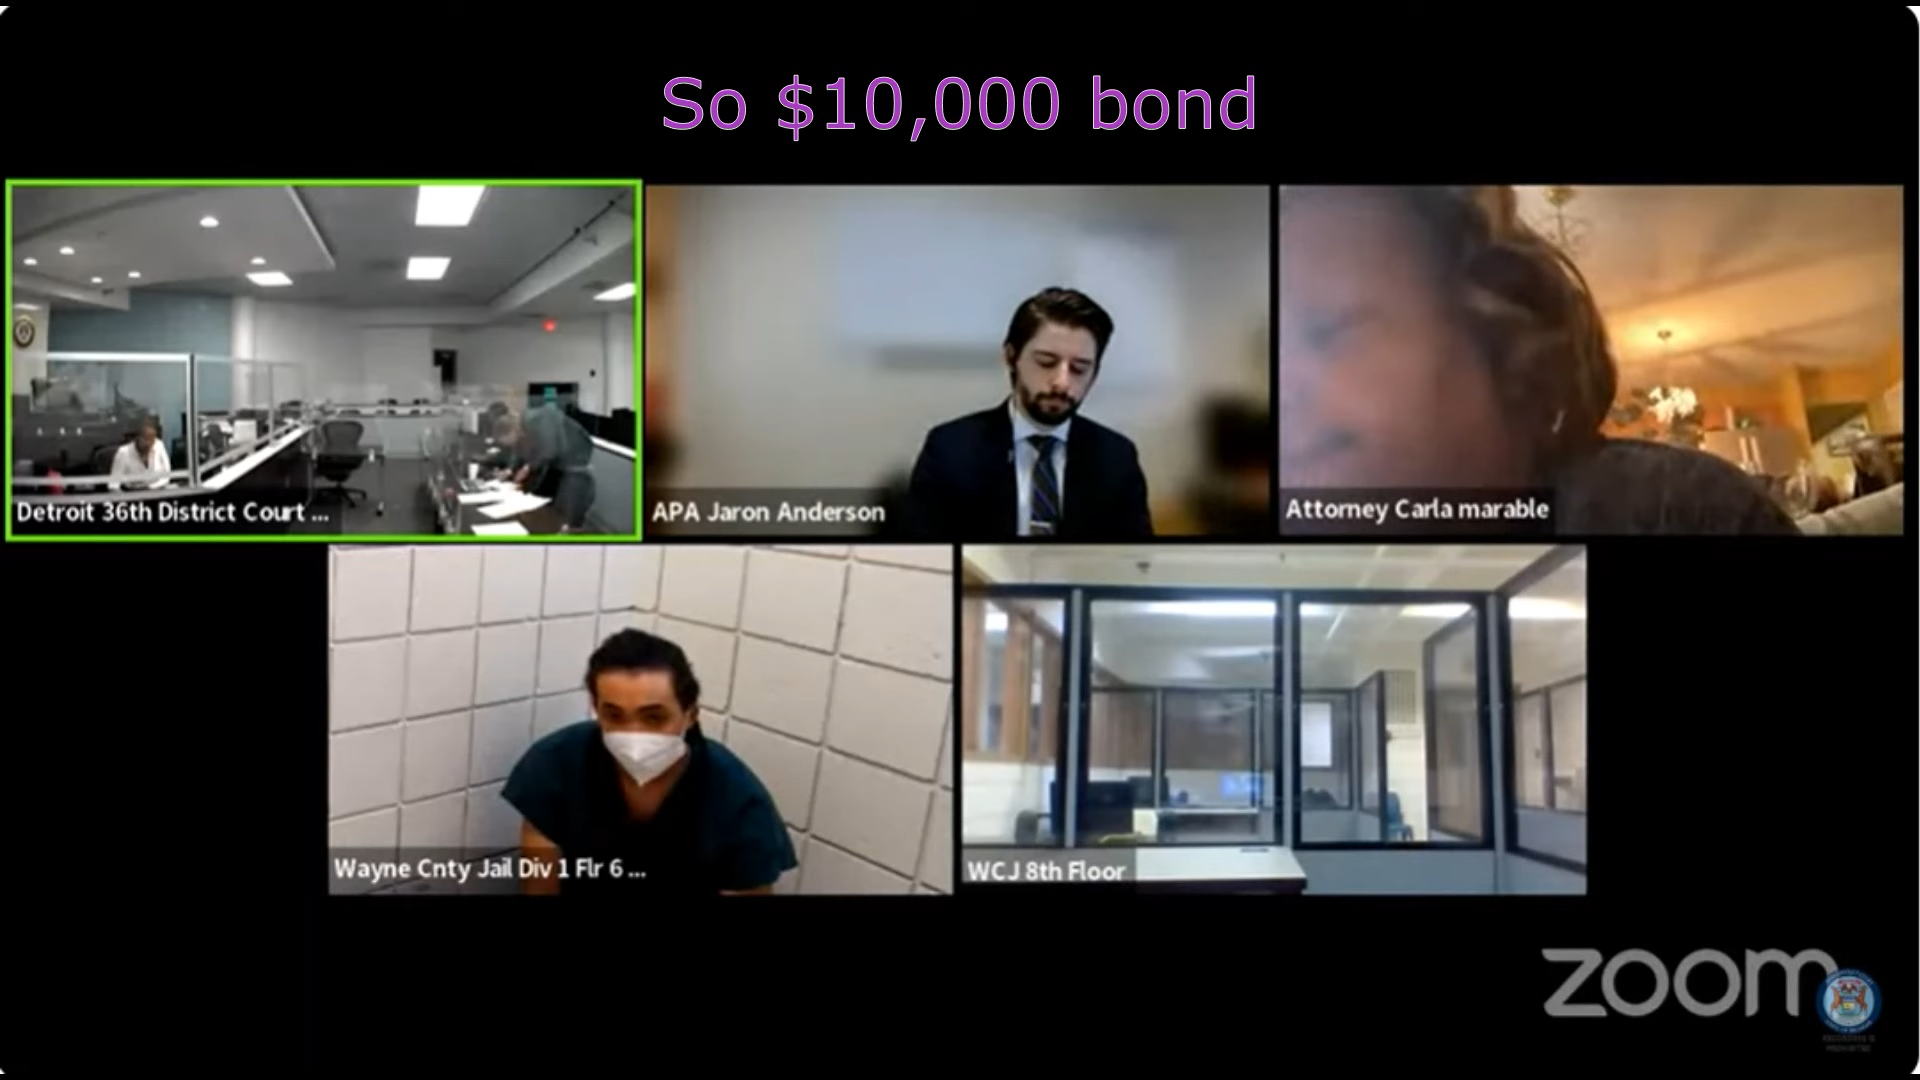 So $10,000 bond
Detroit 36th District Court ...
APA Jaron Anderson
Attorney Carla marable
Wayne Cnty Jail Div 1 Flr 6 ...
WCJ 8th Floor
zoom